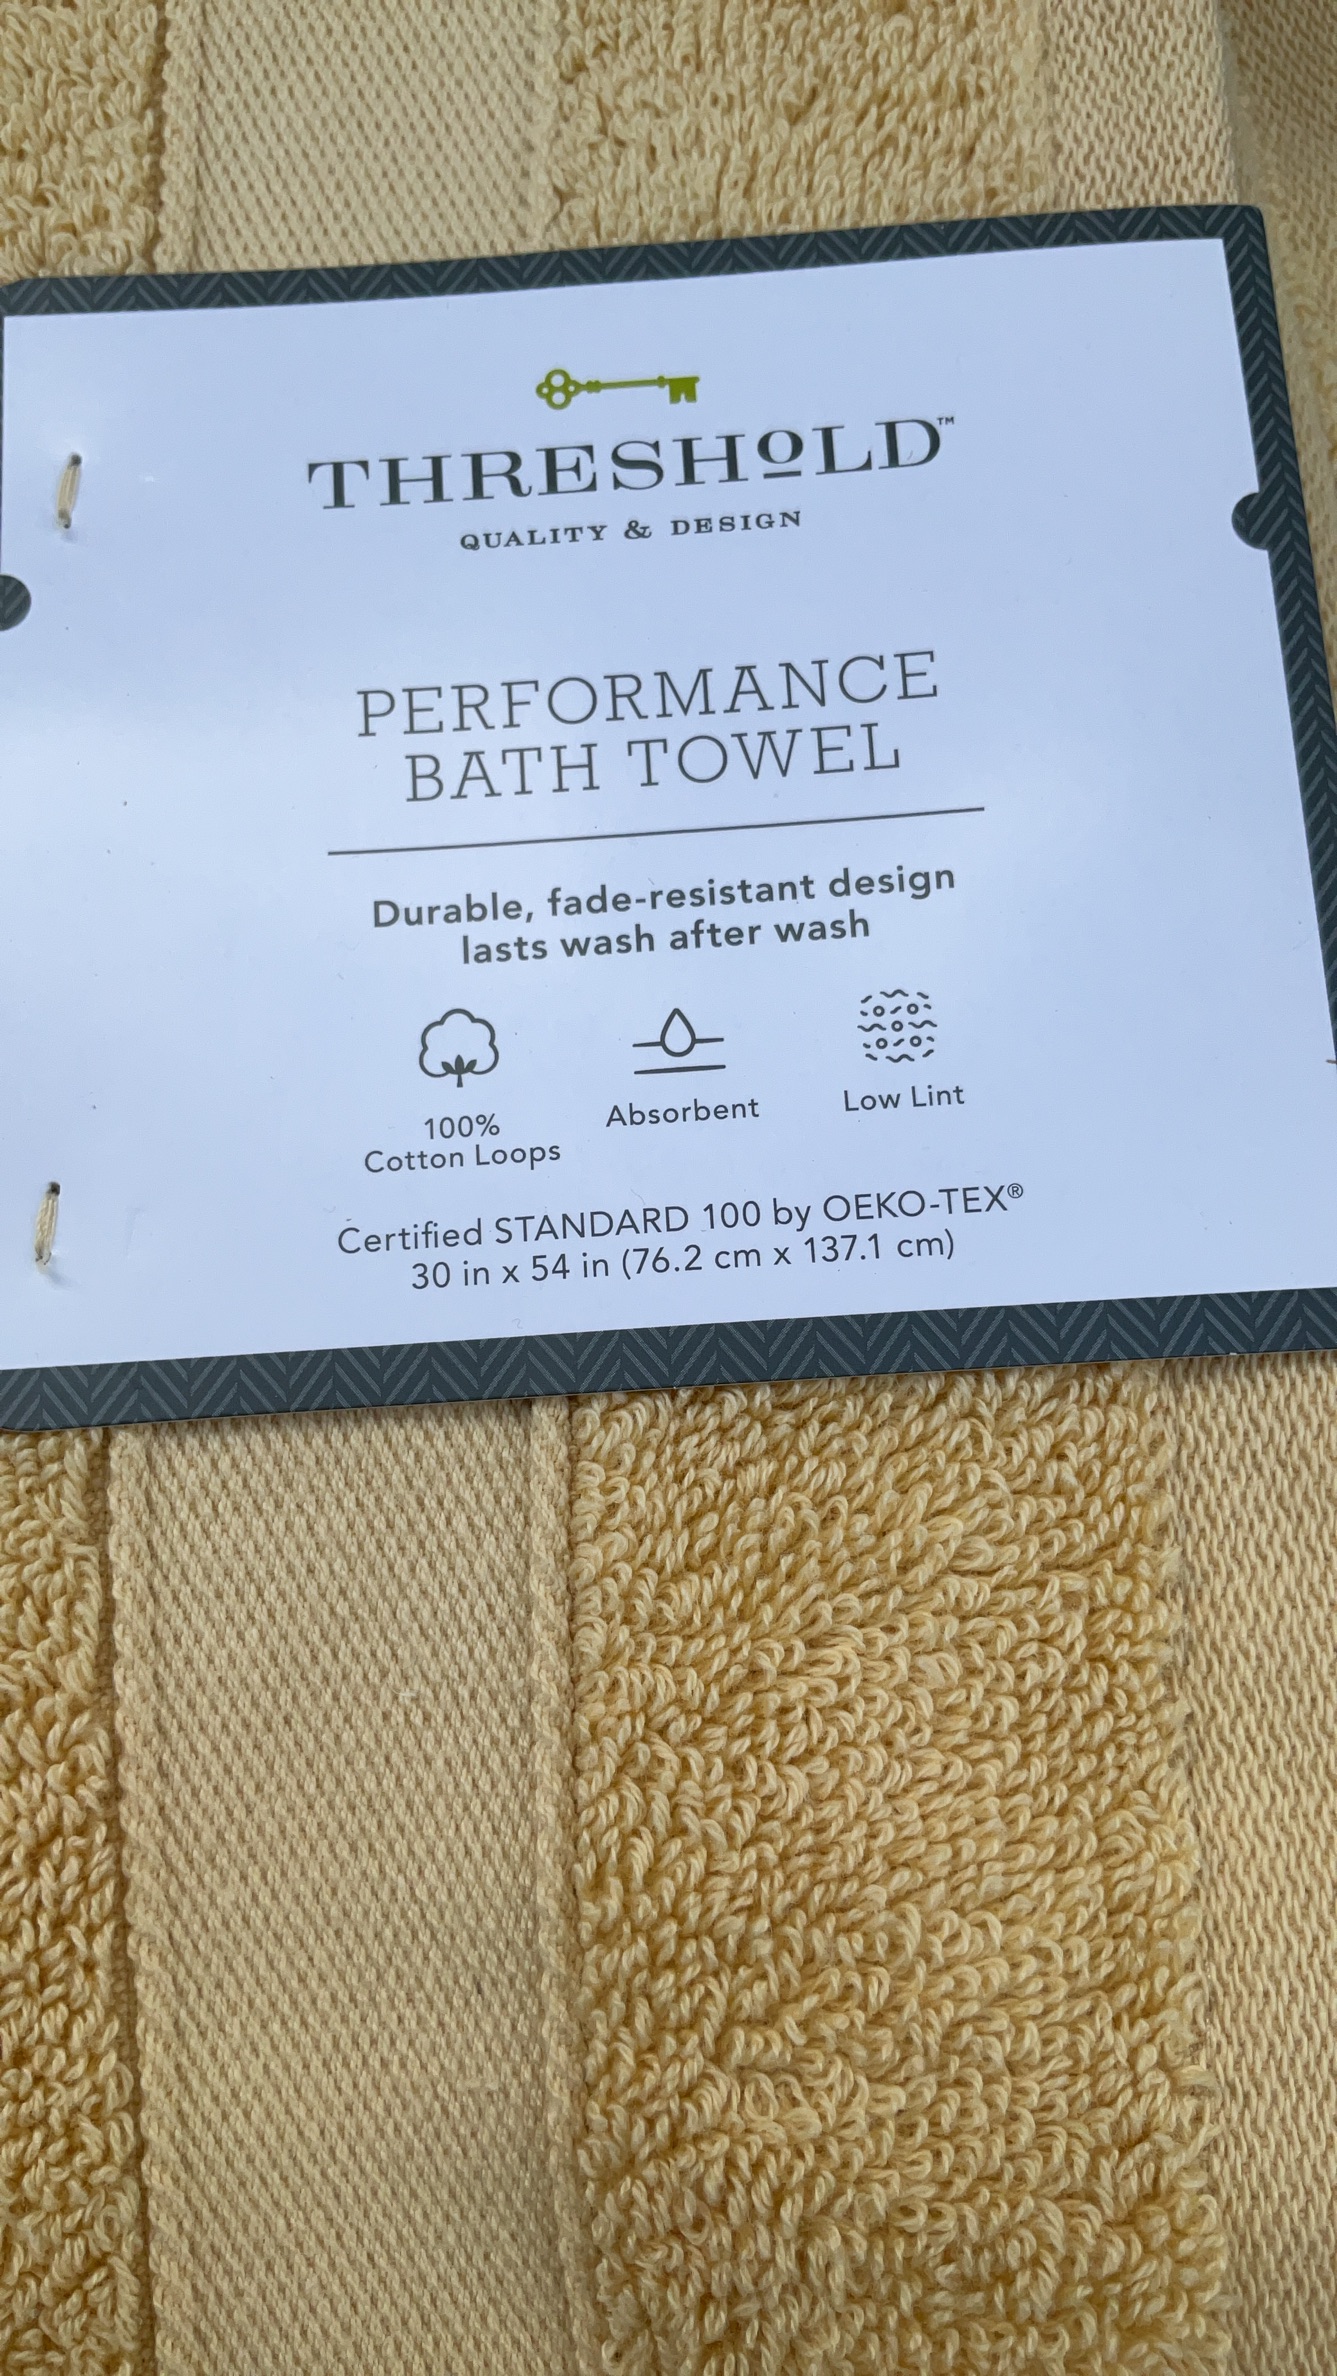 THRESHOLD™
QUALITY & DESIGN
PERFORMANCE
BATH TOWEL
Durable, fade-resistant design
lasts wash after wash
100%
Cotton Loops
Absorbent
Low Lint
Certified STANDARD 100 by OEKO-TEX®
30 in x 54 in (76.2 cm x 137.1 cm)